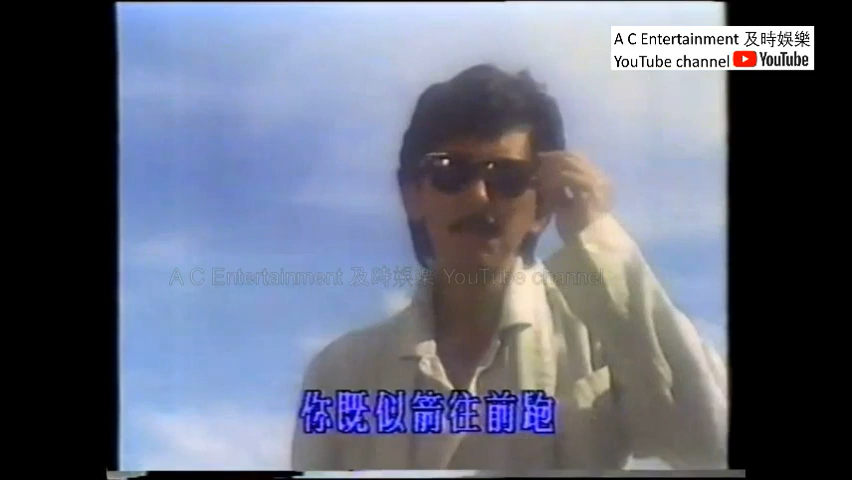 A C Entertainment 及時娛樂
YouTube channel YouTube
A C Entertainment 及時娛樂 YouTube channel
你既似箭往前跑